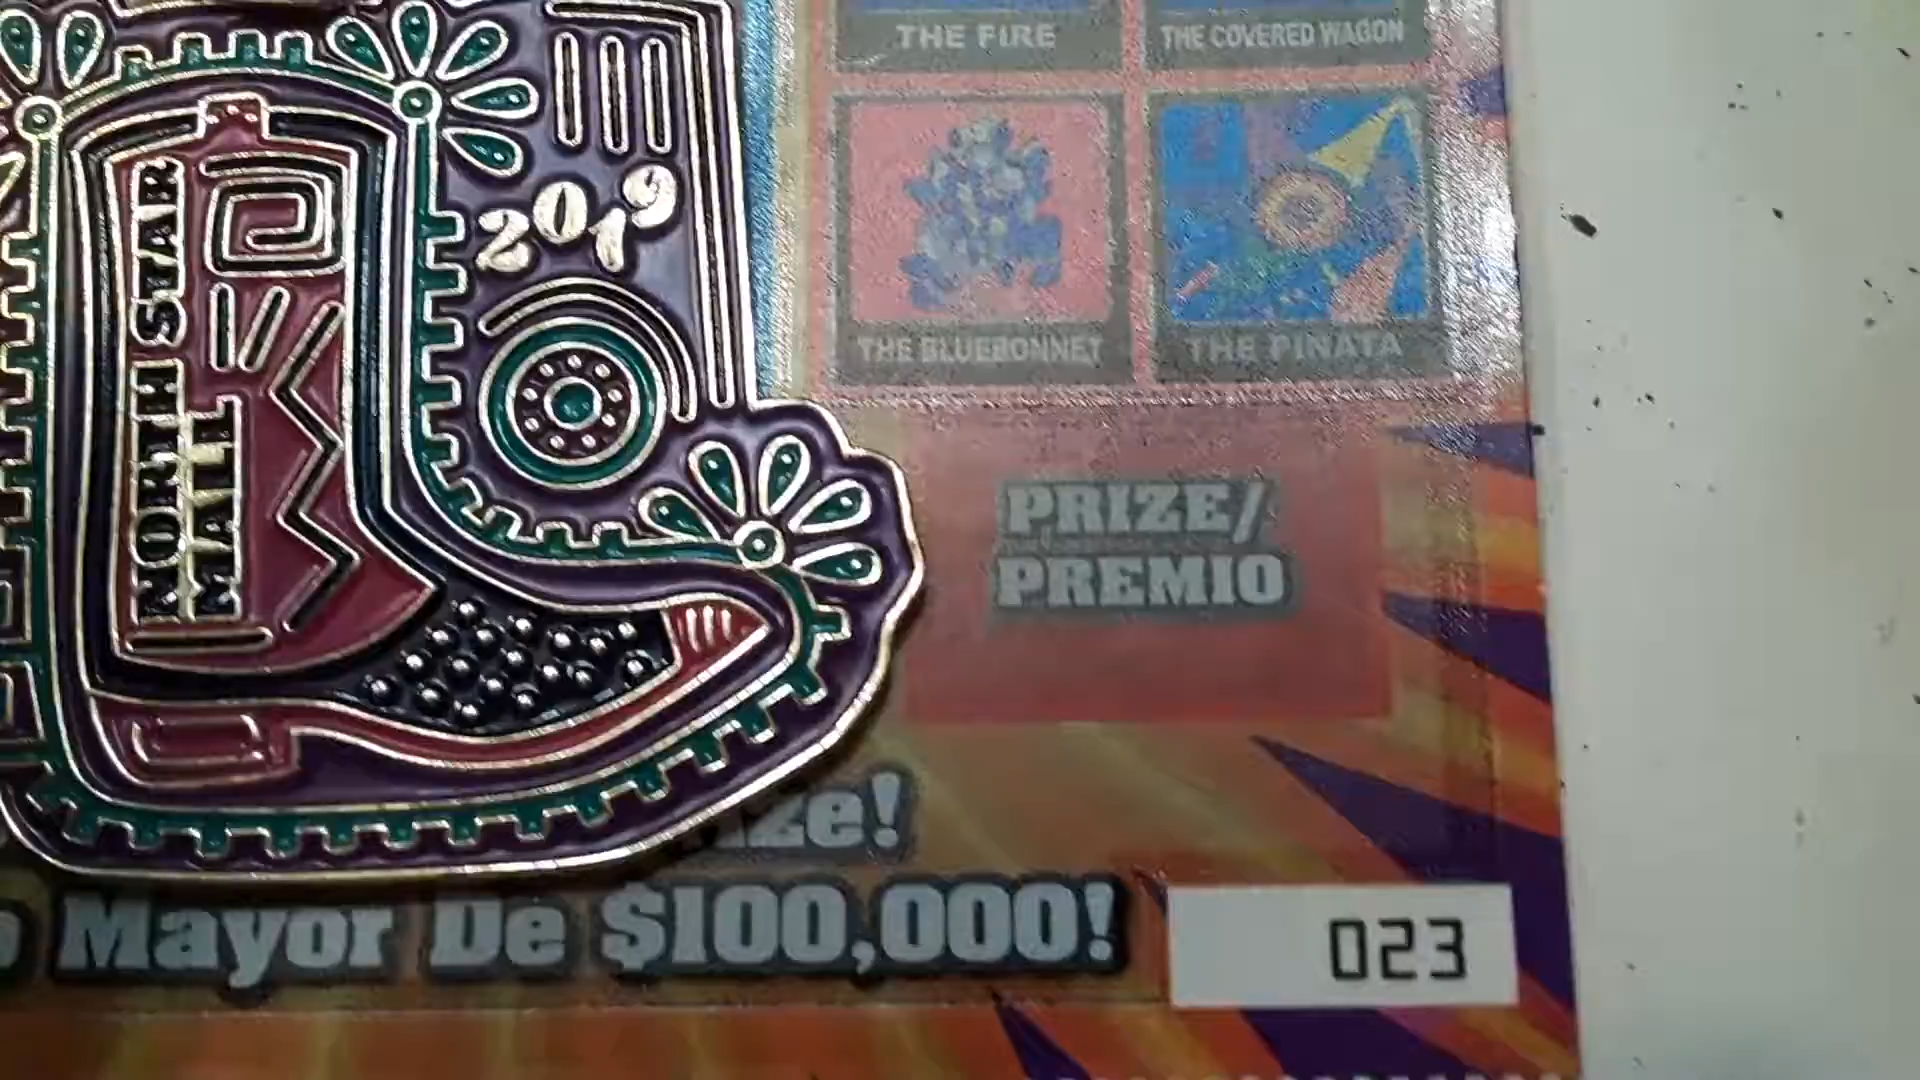 THE FIRE
THE COVERED WAGON
2019
NORTH STAR
MALL
THE BLUEBONNET
THE PINATA
PRIZE/
PREMIO
ize!
Mayor De $100,000!
023